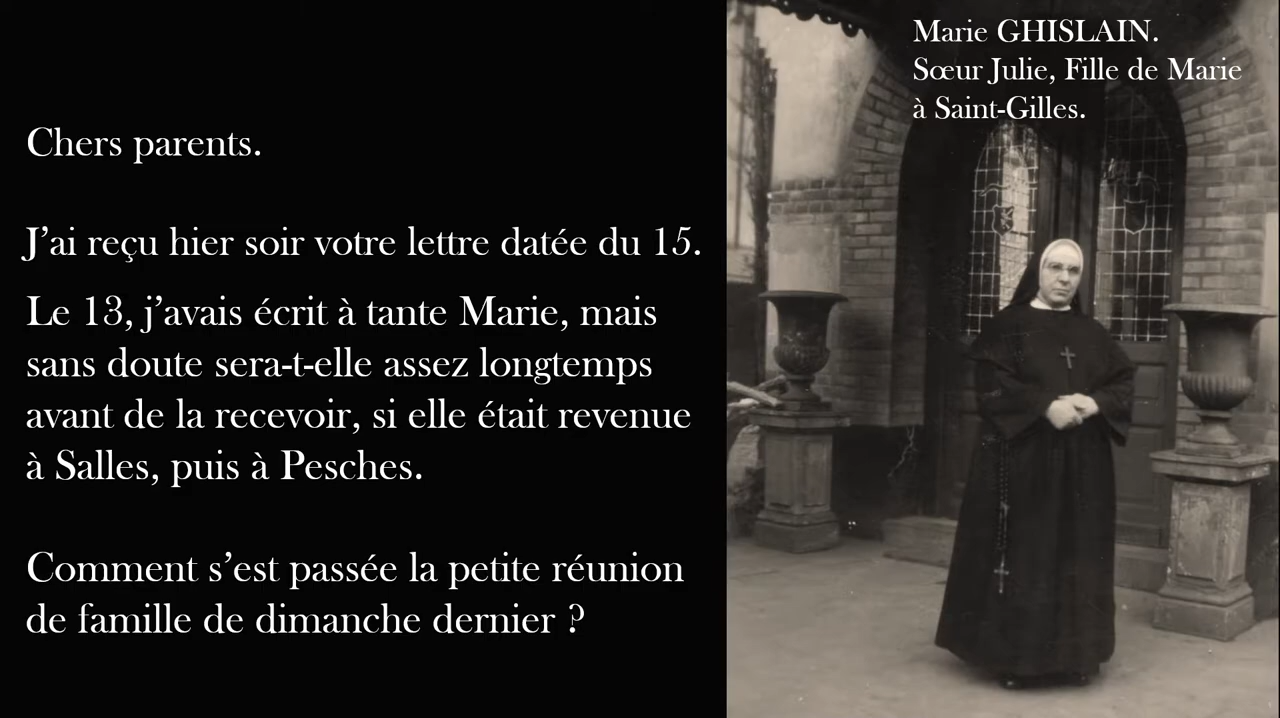 Chers parents.
J'ai reçu hier soir votre lettre datée du 15.
Le 13, j'avais écrit à tante Marie, mais
sans doute sera-t-elle assez longtemps
avant de la recevoir, si elle était revenue
à Salles, puis à Pesches.
Comment s'est passée la petite réunion
de famille de dimanche dernier ?
Marie GHISLAIN.
Sœur Julie, Fille de Marie
à Saint-Gilles.